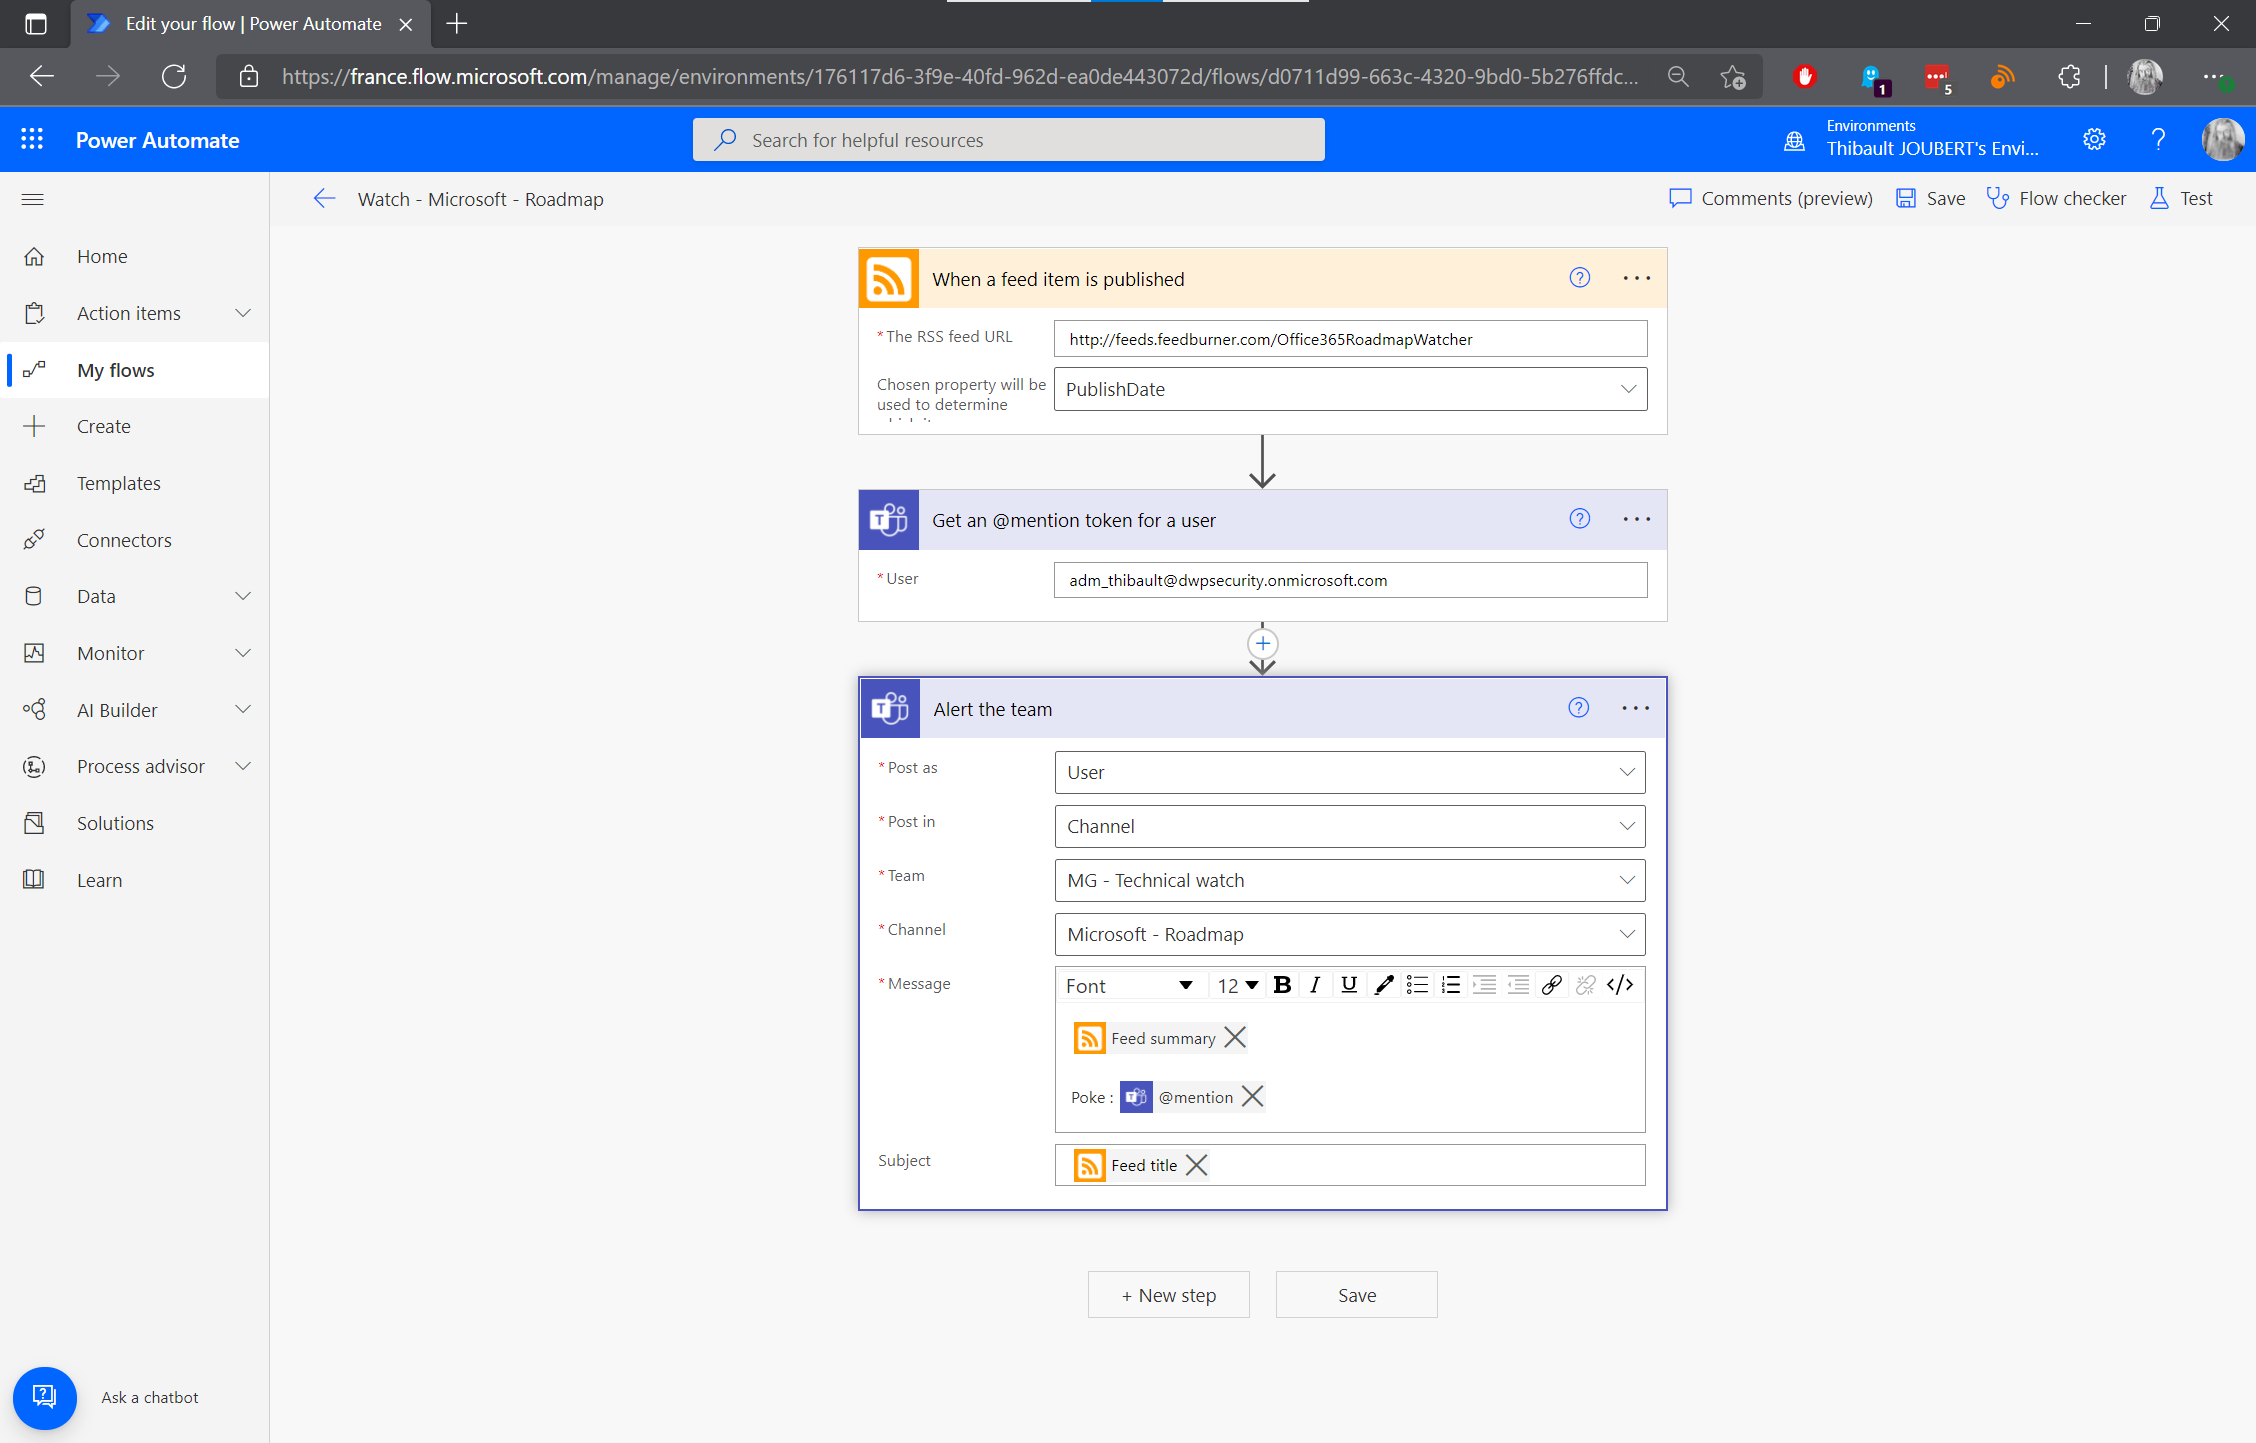 Edit your flow | Power Automate
https://france.flow.microsoft.com/manage/environments/176117d6-3f9e-40fd-962d-ea0de443072d/flows/d0711d99-663c-4320-9bd0-5b276ffdc...
1
5
Power Automate
Search for helpful resources
Environments
Thibault JOUBERT's Envi...
Watch - Microsoft - Roadmap
Comments (preview)
Save
Flow checker
Test
Home
Action items
My flows
Create
Templates
Connectors
Data
Monitor
AI Builder
Process advisor
Solutions
Learn
Ask a chatbot
When a feed item is published
* The RSS feed URL
http://feeds.feedburner.com/Office365RoadmapWatcher
Chosen property will be
used to determine
PublishDate
Get an @mention token for a user
* User
adm_thibault@dwpsecurity.onmicrosoft.com
Alert the team
* Post as
User
* Post in
Channel
* Team
MG - Technical watch
* Channel
Microsoft - Roadmap
* Message
Font 12 B I U </>
Feed summary
Poke : @mention
Subject
Feed title
+ New step
Save